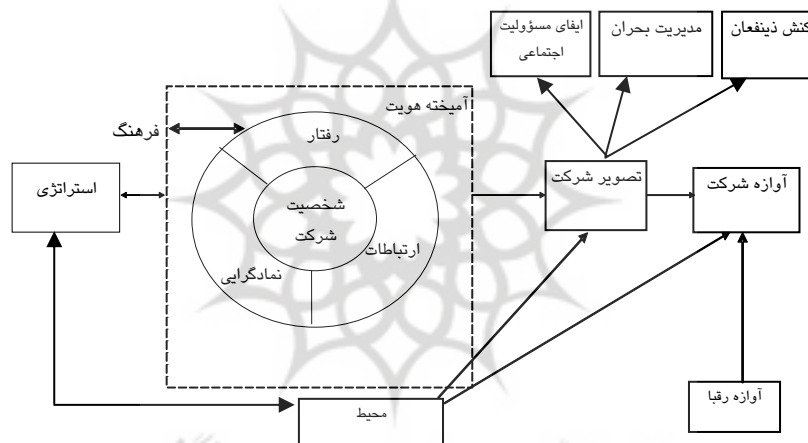 ایفای مسؤولیت
اجتماعی
مدیریت بحران
کنش ذینفعان
آمیخته هویت
فرهنگ
رفتار
استراتژی
شخصیت
شرکت
ارتباطات
نمادگرایی
تصویر شرکت
آوازه شرکت
محیط
آوازه رقبا